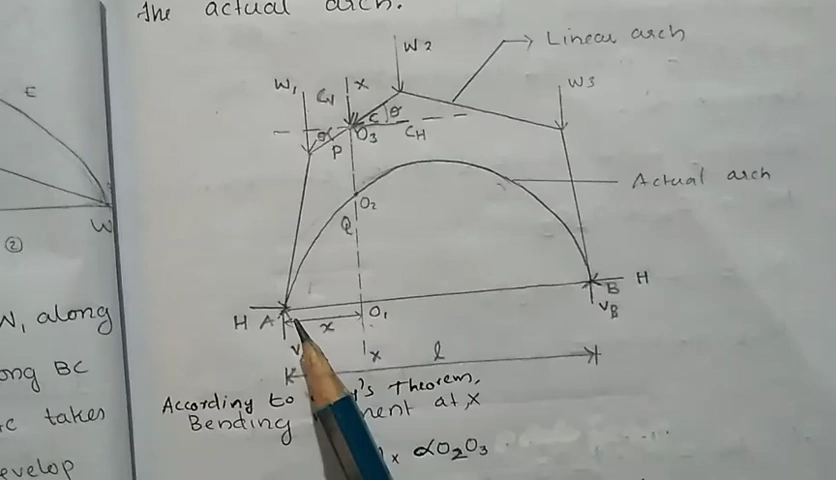 the actual arch.
W2
Linear arch
W1
C1
x
W3
E
C
θ
θ
O3
CH
P
Actual arch
O2
Q
W
2
H
A
x
O1
B
H
VB
V
x
l
W, along
ong BC
c takes
evelop
According to 's Theorem,
Bending ment at x
x ∝O2O3